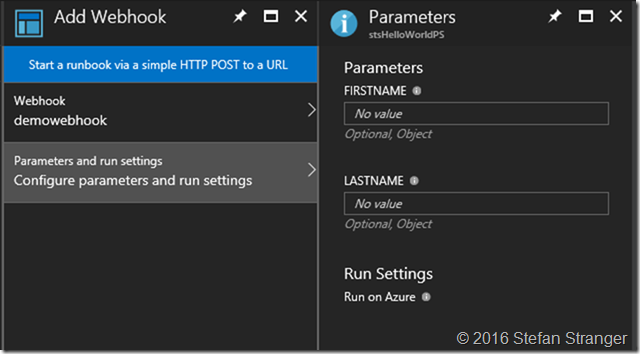 Add Webhook
Start a runbook via a simple HTTP POST to a URL
Webhook
demowebhook
Parameters and run settings
Configure parameters and run settings
Parameters
stsHelloWorldPS
Parameters
FIRSTNAME
No value
Optional, Object
LASTNAME
No value
Optional, Object
Run Settings
Run on Azure
© 2016 Stefan Stranger